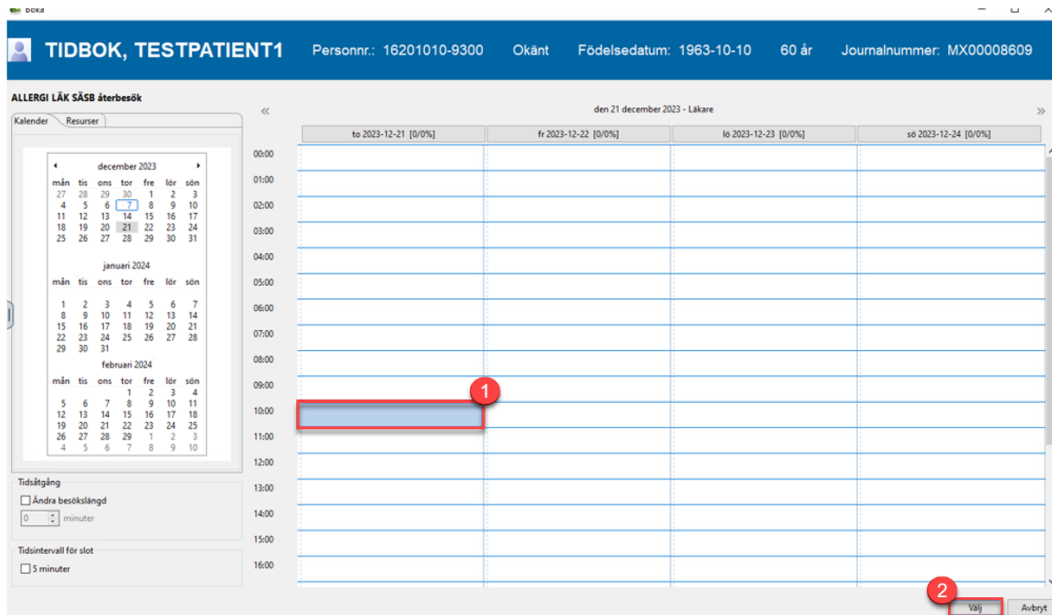 Boka
TIDBOK, TESTPATIENT1 Personnr.: 16201010-9300 Okänt Födelsedatum: 1963-10-10 60 år Journalnummer: MX00008609
ALLERGI LÄK SÄSB återbesök
Kalender Resurser
december 2023
mån tis ons tor fre lör sön
27 28 29 30 1 2 3
4 5 6 7 8 9 10
11 12 13 14 15 16 17
18 19 20 21 22 23 24
25 26 27 28 29 30 31
januari 2024
mån tis ons tor fre lör sön
1 2 3 4 5 6 7
8 9 10 11 12 13 14
15 16 17 18 19 20 21
22 23 24 25 26 27 28
29 30 31
februari 2024
mån tis ons tor fre lör sön
1 2 3 4
5 6 7 8 9 10 11
12 13 14 15 16 17 18
19 20 21 22 23 24 25
26 27 28 29 1 2 3
4 5 6 7 8 9 10
Tidsåtgång
Ändra besökslängd
0 minuter
Tidsintervall för slot
5 minuter
« den 21 december 2023 - Läkare »
to 2023-12-21 [0/0%] fr 2023-12-22 [0/0%] lö 2023-12-23 [0/0%] sö 2023-12-24 [0/0%]
00:00
01:00
02:00
03:00
04:00
05:00
06:00
07:00
08:00
09:00
1
10:00
11:00
12:00
13:00
14:00
15:00
16:00
2
Välj Avbryt